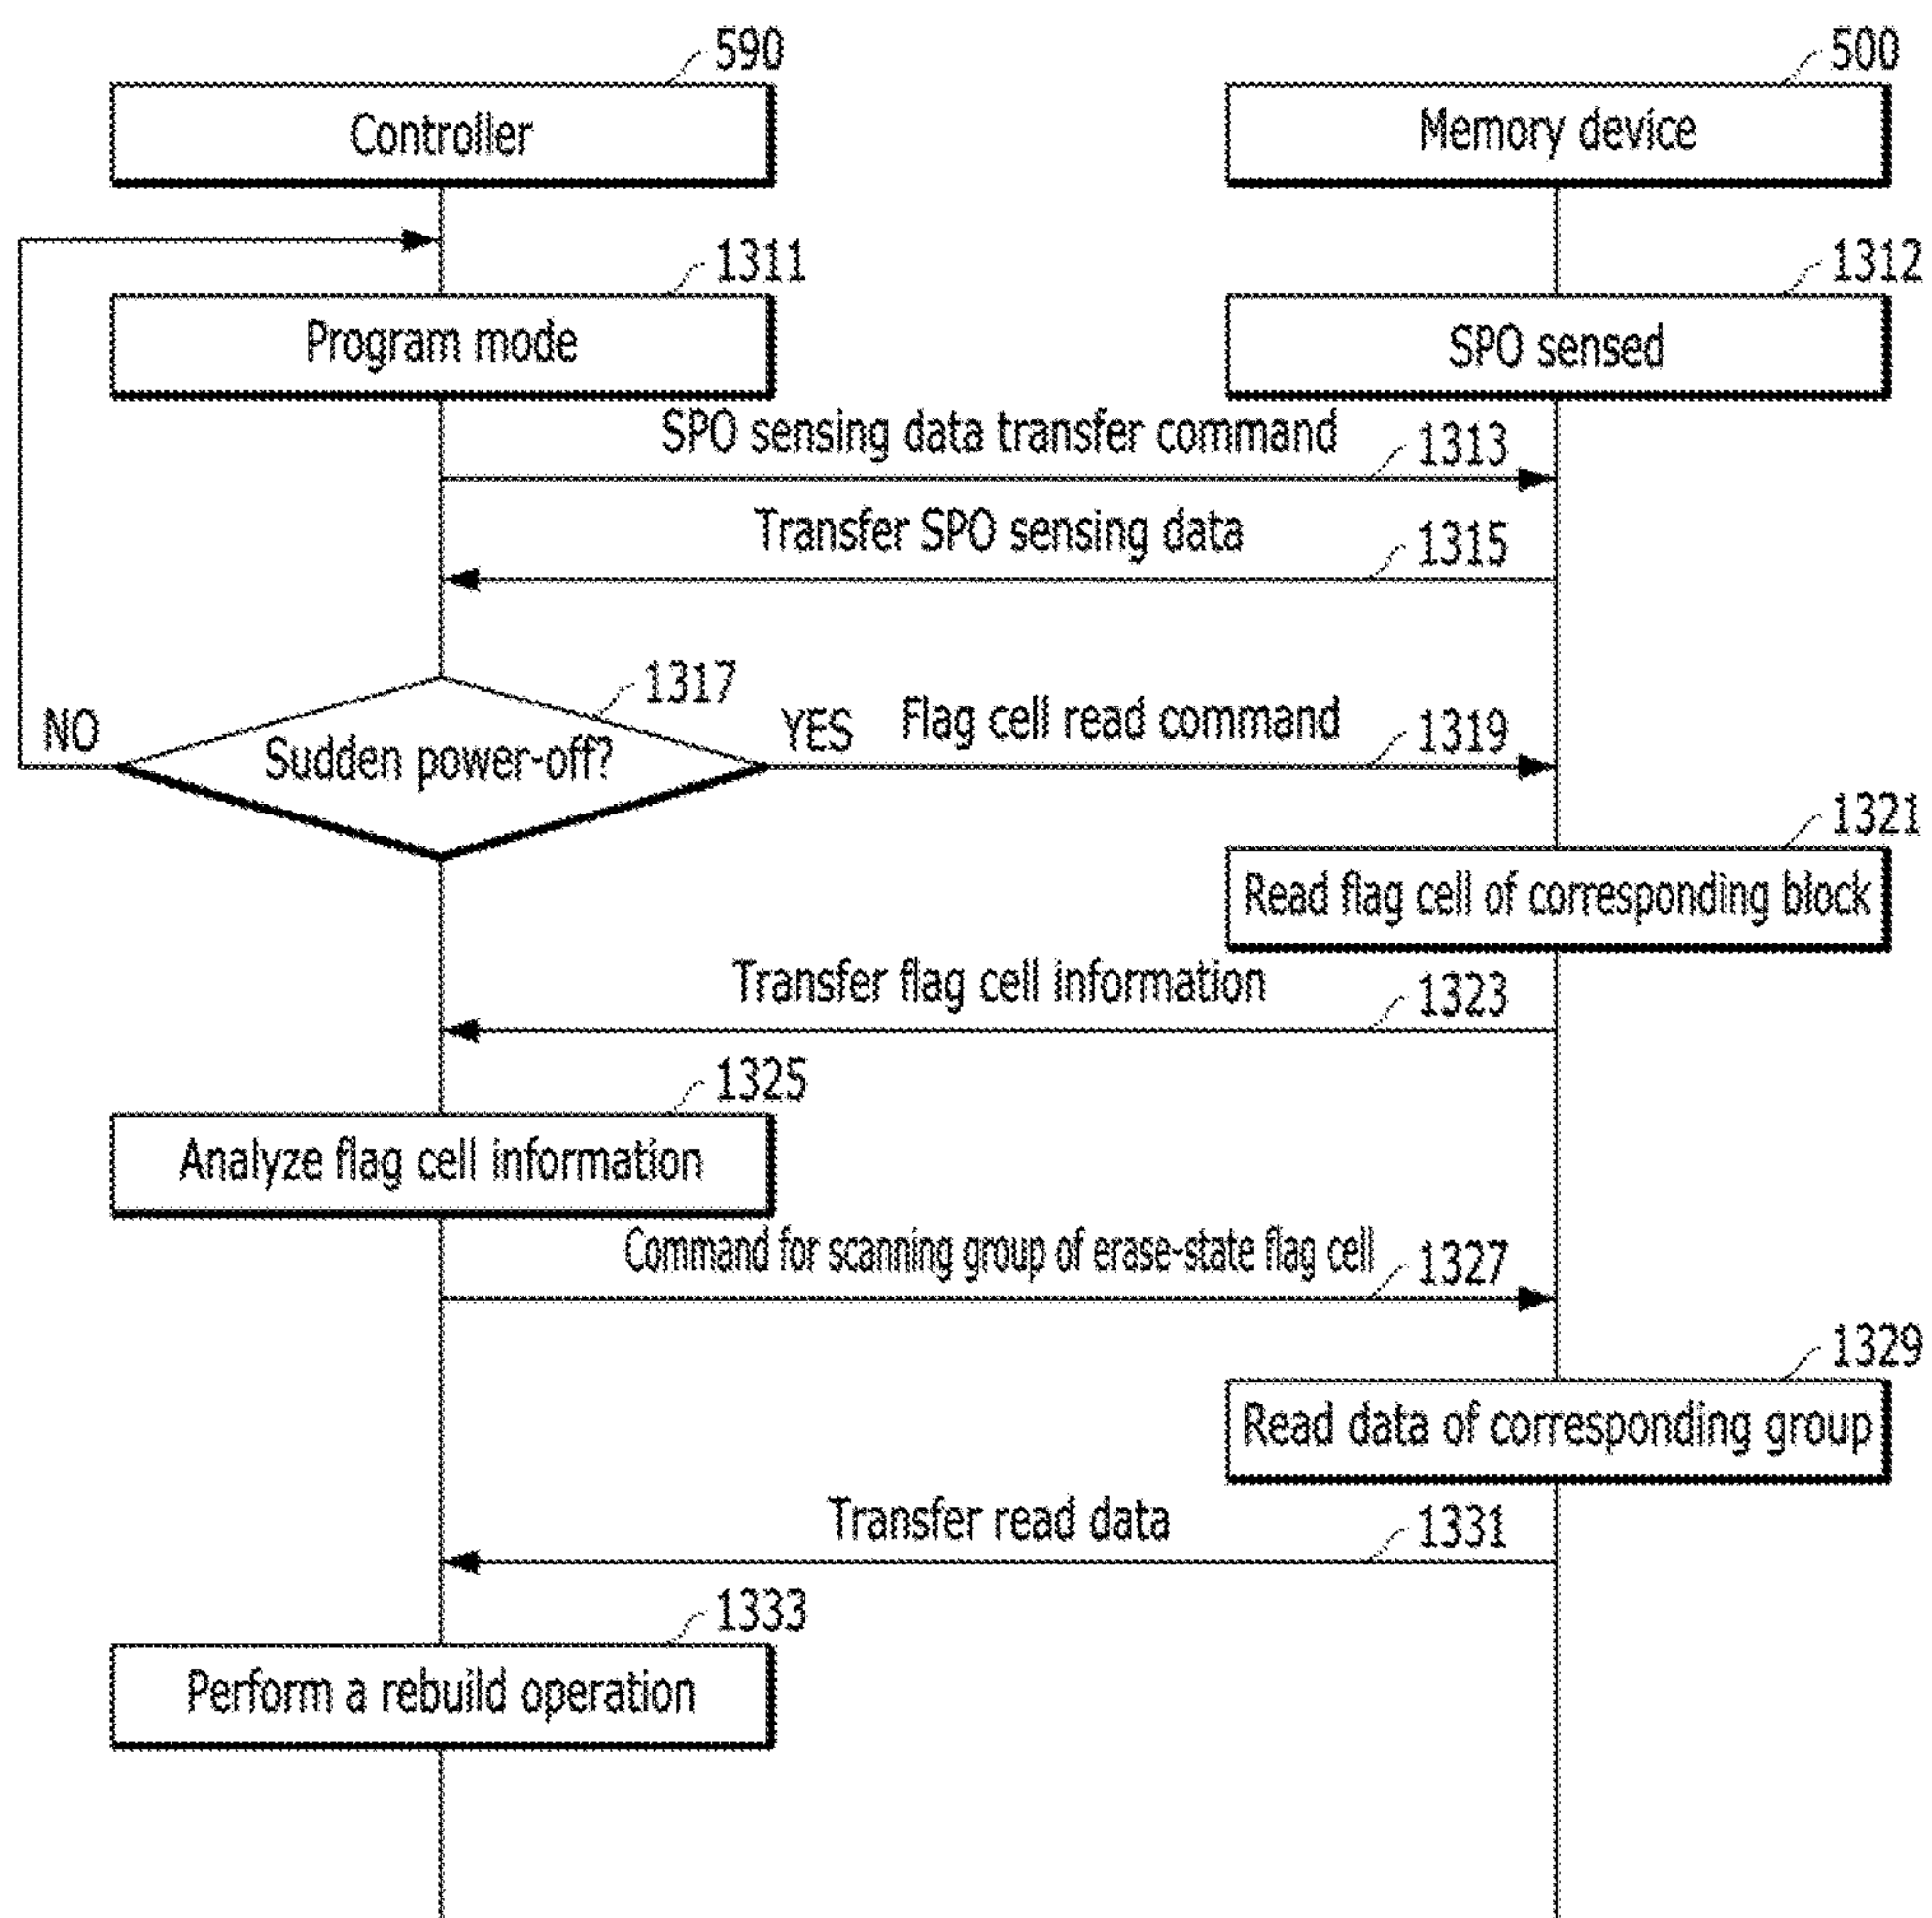 590
500
Controller
Memory device
1311
1312
Program mode
SPO sensed
SPO sensing data transfer command
1313
Transfer SPO sensing data
1315
1317
NO
Sudden power-off?
YES
Flag cell read command
1319
1321
Read flag cell of corresponding block
Transfer flag cell information
1323
1325
Analyze flag cell information
Command for scanning group of erase-state flag cell
1327
1329
Read data of corresponding group
Transfer read data
1331
1333
Perform a rebuild operation